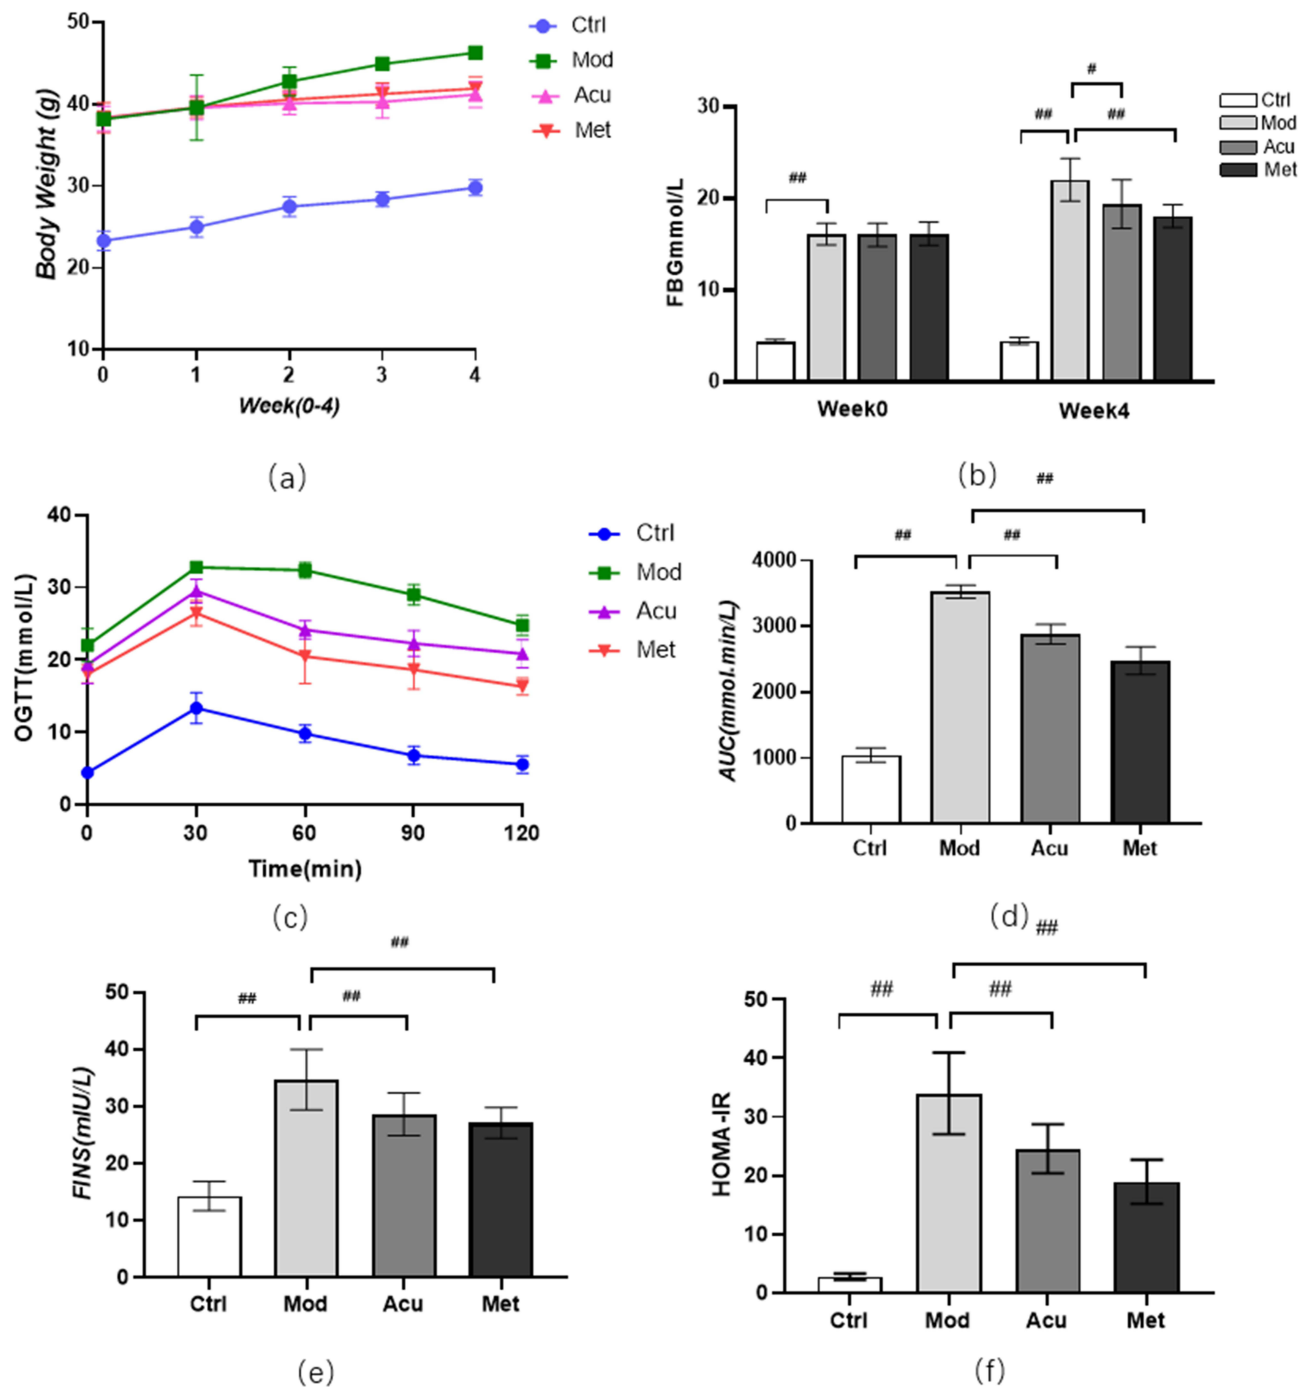 50
40
30
20
10
Body Weight (g)
0
1
2
3
4
Week(0-4)
Ctrl
Mod
Acu
Met
(a)
30
20
10
0
FBGmmol/L
##
##
#
##
Week0
Week4
Ctrl
Mod
Acu
Met
(b)
40
30
20
10
0
OGTT(mmol/L)
0
30
60
90
120
Time(min)
Ctrl
Mod
Acu
Met
(c)
##
##
##
4000
3000
2000
1000
0
AUC(mmol.min/L)
Ctrl
Mod
Acu
Met
(d)
##
##
##
50
40
30
20
10
0
FINS(mIU/L)
Ctrl
Mod
Acu
Met
(e)
##
##
##
50
40
30
20
10
0
HOMA-IR
Ctrl
Mod
Acu
Met
(f)